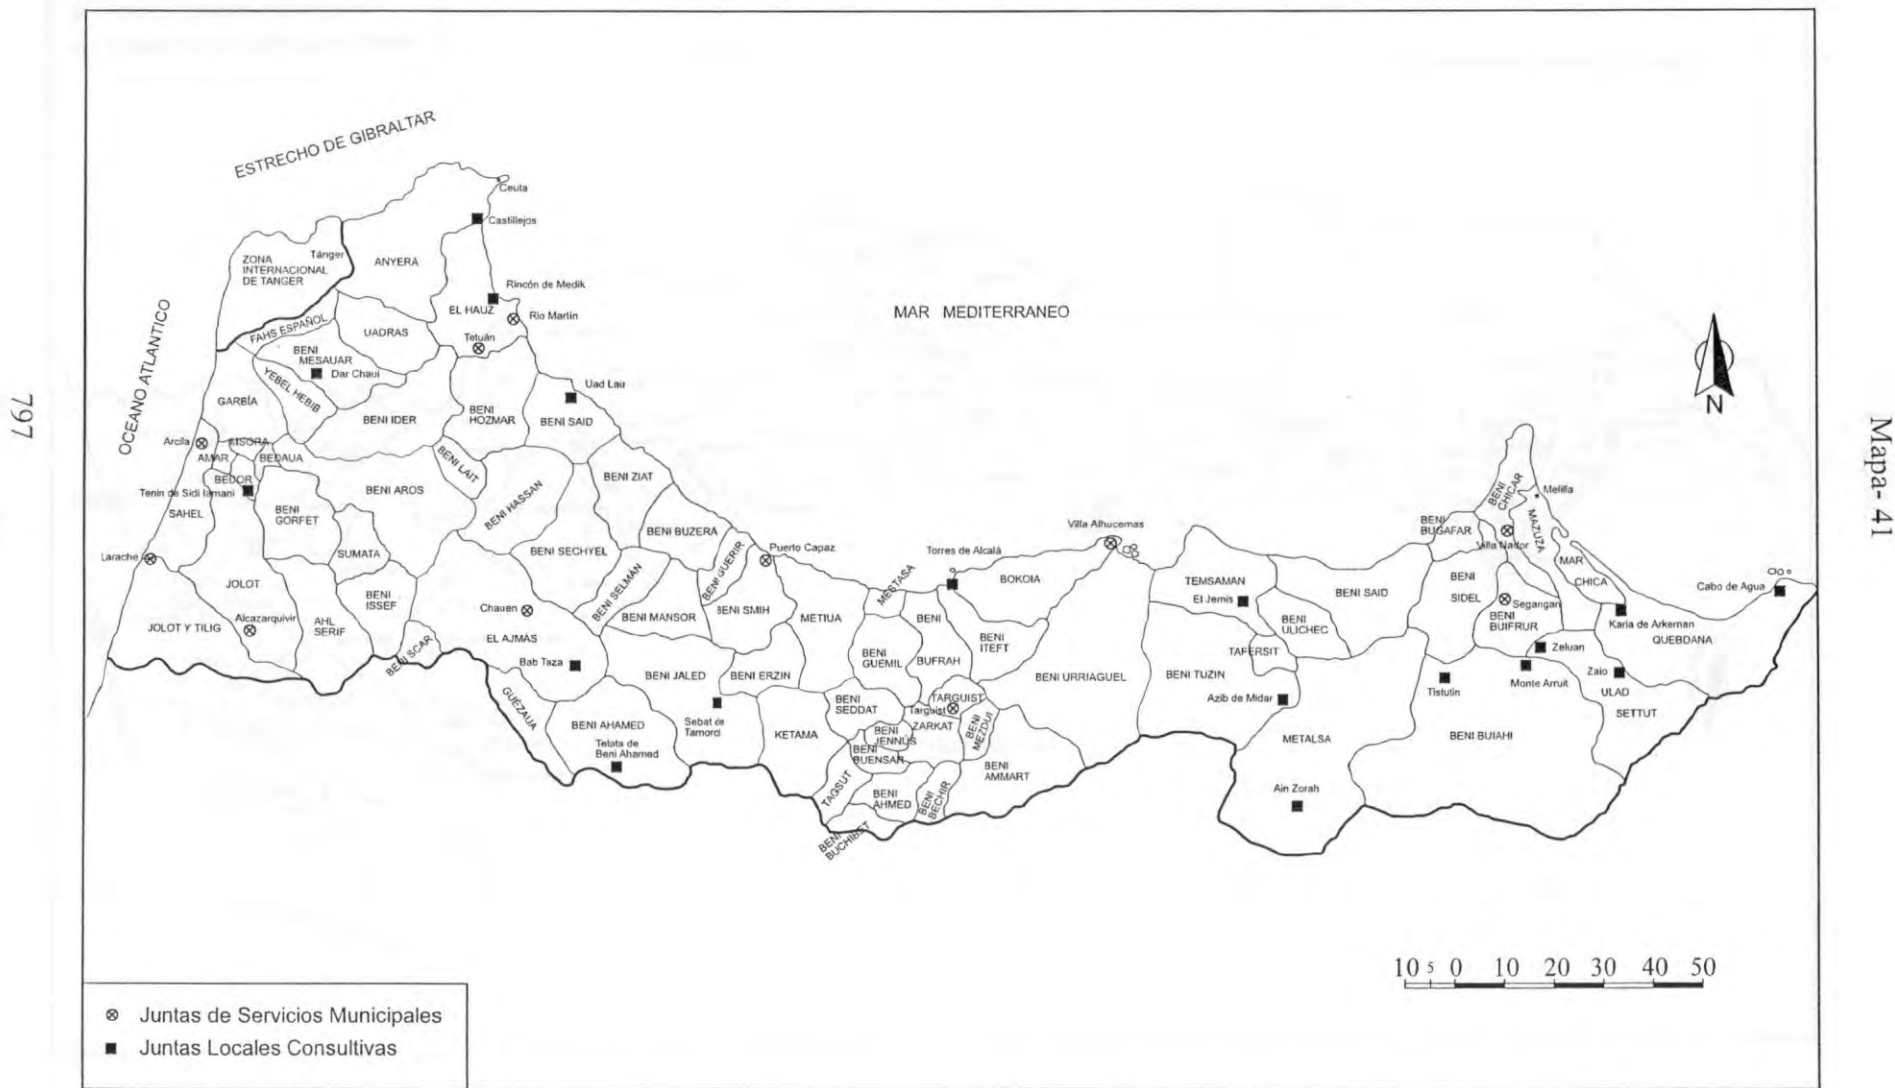 797
Mapa- 41
ESTRECHO DE GIBRALTAR
Ceuta
Castillejos
Tánger
ZONA
INTERNACIONAL
DE TANGER
ANYERA
OCEANO ATLANTICO
MAR MEDITERRANEO
Rincón de Medik
EL HAUZ
Rio Martin
FAHS ESPAÑOL
UADRAS
Tetuán
BENI
MESAUAR
Dar Chaui
YEBEL HEBIB
GARBÍA
BENI IDER
BENI
HOZMAR
Uad Lau
BENI SAID
Arcila
AMAR
BEDAUA
BEDOR
Tenin de Sidi Iamani
SAHEL
BENI
GORFET
BENI AROS
BENI LAIT
BENI HASSAN
BENI ZIAT
SUMATA
BENI BUZERA
BENI SECHYEL
BENI GUERIR
Puerto Capaz
Larache
JOLOT
BENI
ISSEF
BENI SELMÁN
JOLOT Y TILIG
Alcazarquivir
AHL
SERIF
BENI SCAR
Chauen
EL AJMÁS
Bab Taza
BENI MANSOR
BENI SMIH
METIUA
MESTASA
Torres de Alcalá
BOKOIA
Villa Alhucemas
BENI
BUFRAH
BENI
ITEFT
BENI
GUEMIL
BENI JALED
BENI ERZIN
BENI URRIAGUEL
GUEZAUA
BENI AHAMED
Telata de
Beni Ahamed
Sebat de
Tamorot
KETAMA
BENI
SEDDAT
TARGUIST
Targuist
ZARKAT
BENI
MEZDUI
BENI
JENNUS
BENI
BUENSAR
TAGSUT
BENI
AHMED
BENI
BECHIR
BENI
AMMART
BENI
BUCHIBET
TEMSAMAN
El Jemis
BENI
ULICHEC
BENI SAID
TAFERSIT
BENI TUZIN
Azib de Midar
METALSA
Ain Zorah
BENI
BUGAFAR
BENI
CHICAR
Melilla
MAZUZA
Villa Nador
MAR
CHICA
BENI
SIDEL
Segangan
BENI
BUIFRUR
Karia de Arkeman
QUEBDANA
Cabo de Agua
Zeluan
Monte Arruit
Tistutin
Zaio
ULAD
SETTUT
BENI BUIAHI
N
10 5 0 10 20 30 40 50
Juntas de Servicios Municipales
Juntas Locales Consultivas